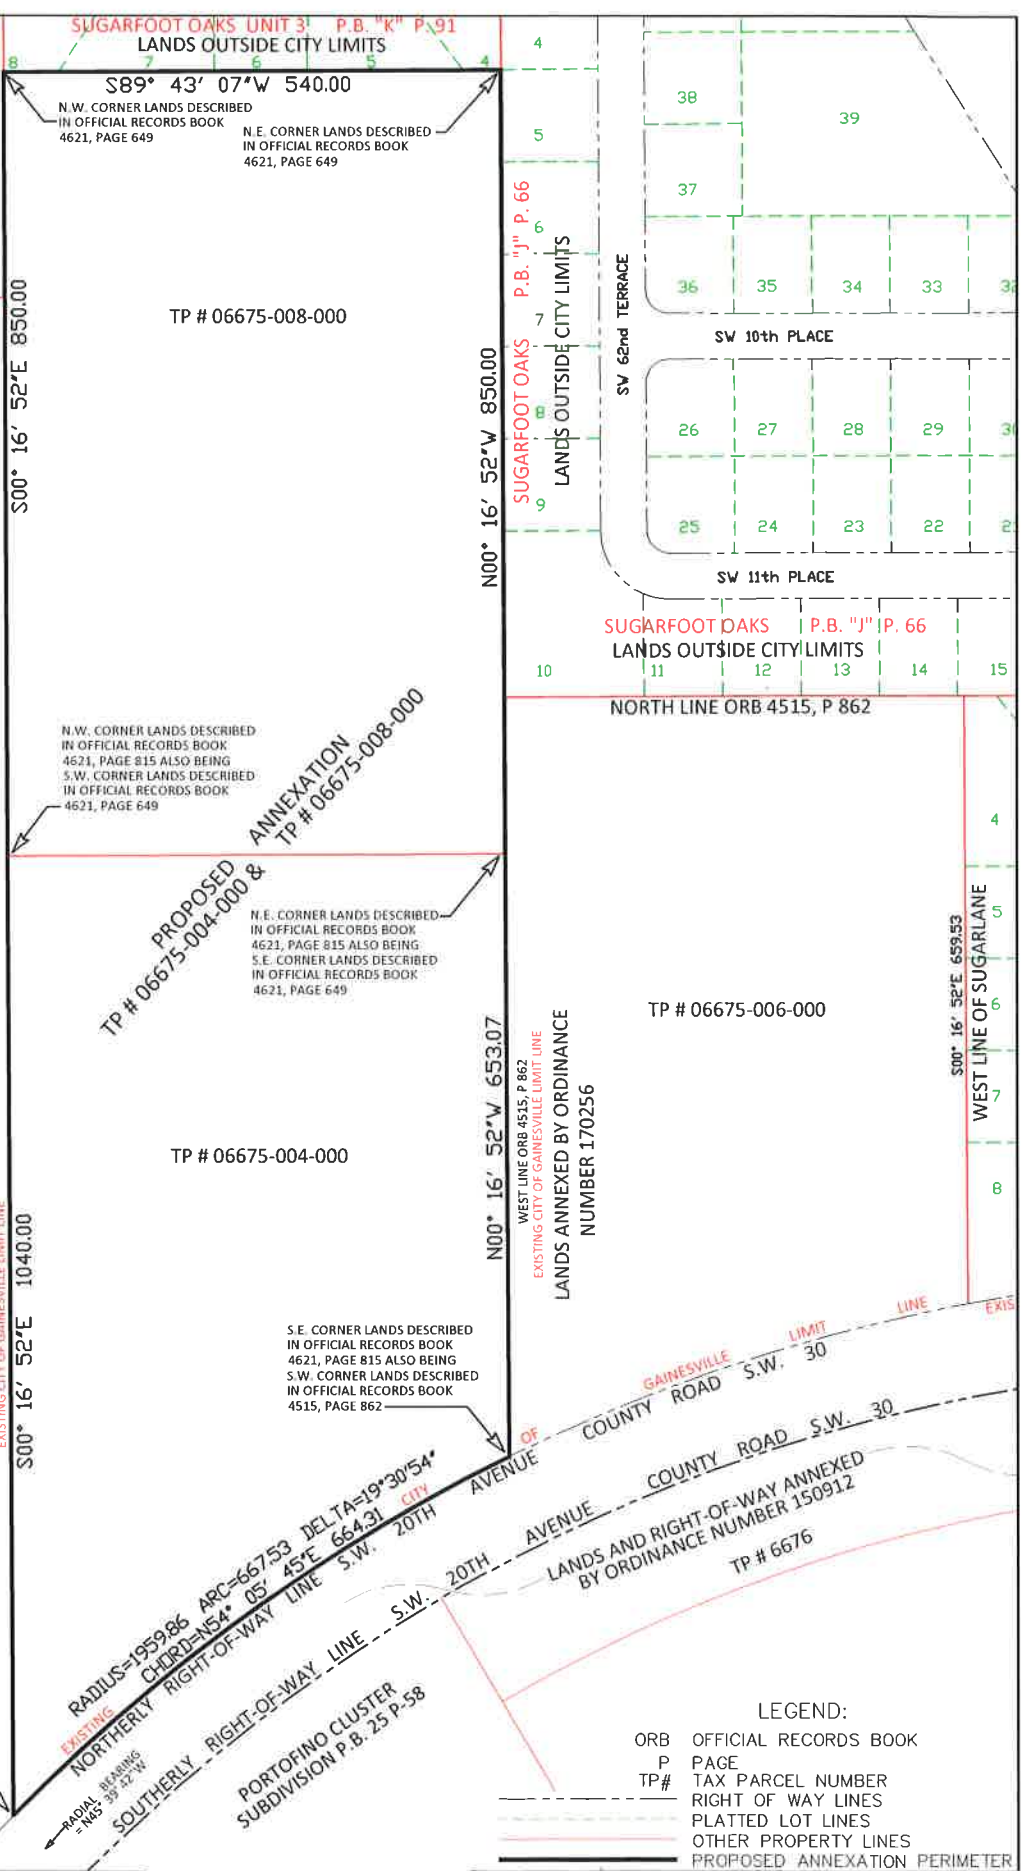 SUGARFOOT OAKS UNIT 3 P.B. "K" P. 91
LANDS OUTSIDE CITY LIMITS
8
7
6
5
4
S89° 43' 07"W 540.00
N.W. CORNER LANDS DESCRIBED
IN OFFICIAL RECORDS BOOK
4621, PAGE 649
N.E. CORNER LANDS DESCRIBED
IN OFFICIAL RECORDS BOOK
4621, PAGE 649
S00° 16' 52"E 850.00
TP # 06675-008-000
N00° 16' 52"W 850.00
SUGARFOOT OAKS P.B. "J" P. 66
LANDS OUTSIDE CITY LIMITS
4
5
6
7
8
9
SW 62nd TERRACE
38
39
37
36
35
34
33
SW 10th PLACE
26
27
28
29
25
24
23
22
SW 11th PLACE
SUGARFOOT OAKS P.B. "J" P. 66
LANDS OUTSIDE CITY LIMITS
10
11
12
13
14
15
NORTH LINE ORB 4515, P 862
N.W. CORNER LANDS DESCRIBED
IN OFFICIAL RECORDS BOOK
4621, PAGE 815 ALSO BEING
S.W. CORNER LANDS DESCRIBED
IN OFFICIAL RECORDS BOOK
4621, PAGE 649
PROPOSED ANNEXATION
TP # 06675-004-000 & TP # 06675-008-000
N.E. CORNER LANDS DESCRIBED
IN OFFICIAL RECORDS BOOK
4621, PAGE 815 ALSO BEING
S.E. CORNER LANDS DESCRIBED
IN OFFICIAL RECORDS BOOK
4621, PAGE 649
4
5
6
7
8
S00° 16' 52"E 659.53
WEST LINE OF SUGARLANE
TP # 06675-006-000
N00° 16' 52"W 653.07
WEST LINE ORB 4515, P 862
EXISTING CITY OF GAINESVILLE LIMIT LINE
LANDS ANNEXED BY ORDINANCE
NUMBER 170256
TP # 06675-004-000
EXISTING CITY OF GAINESVILLE LIMIT LINE
S00° 16' 52"E 1040.00
S.E. CORNER LANDS DESCRIBED
IN OFFICIAL RECORDS BOOK
4621, PAGE 815 ALSO BEING
S.W. CORNER LANDS DESCRIBED
IN OFFICIAL RECORDS BOOK
4515, PAGE 862
RADIUS=1959.86 ARC=667.53 DELTA=19°30'54"
CHORD=N54° 05' 45"E 664.31
EXISTING CITY OF GAINESVILLE LIMIT LINE EXIS
NORTHERLY RIGHT-OF-WAY LINE S.W. 20TH AVENUE COUNTY ROAD S.W. 30
SOUTHERLY RIGHT-OF-WAY LINE S.W. 20TH AVENUE COUNTY ROAD S.W. 30
RADIAL BEARING
= N45° 39' 42"W
LANDS AND RIGHT-OF-WAY ANNEXED
BY ORDINANCE NUMBER 150912
TP # 6676
PORTOFINO CLUSTER
SUBDIVISION P.B. 25 P-58
LEGEND:
ORB OFFICIAL RECORDS BOOK
P PAGE
TP# TAX PARCEL NUMBER
RIGHT OF WAY LINES
PLATTED LOT LINES
OTHER PROPERTY LINES
PROPOSED ANNEXATION PERIMETER